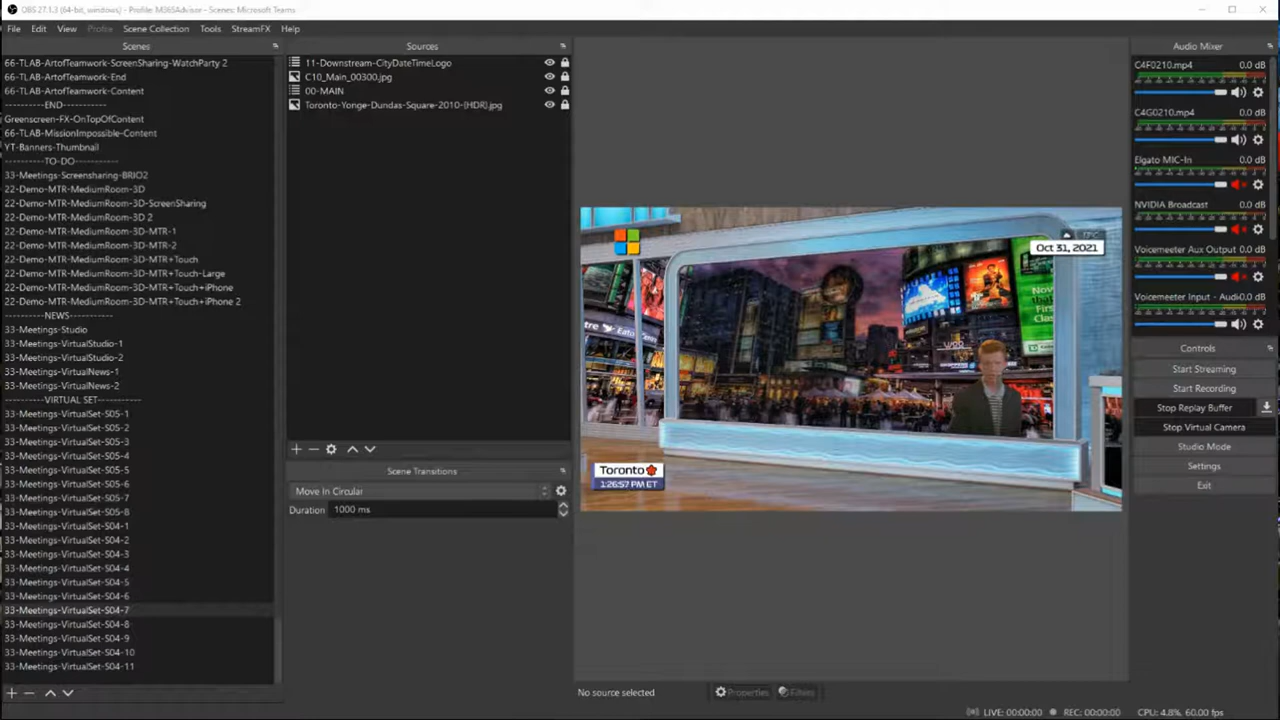 OBS 27.1.3 (64-bit, windows) - Profile: M365Advisor - Scenes: Microsoft Teams
File Edit View Profile Scene Collection Tools StreamFX Help
Scenes
66-TLAB-ArtofTeamwork-ScreenSharing-WatchParty 2
66-TLAB-ArtofTeamwork-End
66-TLAB-ArtofTeamwork-Content
----------END----------
Greenscreen-FX-OnTopOfContent
66-TLAB-MissionImpossible-Content
YT-Banners-Thumbnail
----------TO-DO-----------
33-Meetings-Screensharing-BRIO2
22-Demo-MTR-MediumRoom-3D
22-Demo-MTR-MediumRoom-3D-ScreenSharing
22-Demo-MTR-MediumRoom-3D 2
22-Demo-MTR-MediumRoom-3D-MTR-1
22-Demo-MTR-MediumRoom-3D-MTR-2
22-Demo-MTR-MediumRoom-3D-MTR+Touch
22-Demo-MTR-MediumRoom-3D-MTR+Touch-Large
22-Demo-MTR-MediumRoom-3D-MTR+Touch+iPhone
22-Demo-MTR-MediumRoom-3D-MTR+Touch+iPhone 2
----------NEWS-----------
33-Meetings-Studio
33-Meetings-VirtualStudio-1
33-Meetings-VirtualStudio-2
33-Meetings-VirtualNews-1
33-Meetings-VirtualNews-2
----------VIRTUAL SET-----------
33-Meetings-VirtualSet-S05-1
33-Meetings-VirtualSet-S05-2
33-Meetings-VirtualSet-S05-3
33-Meetings-VirtualSet-S05-4
33-Meetings-VirtualSet-S05-5
33-Meetings-VirtualSet-S05-6
33-Meetings-VirtualSet-S05-7
33-Meetings-VirtualSet-S05-8
33-Meetings-VirtualSet-S04-1
33-Meetings-VirtualSet-S04-2
33-Meetings-VirtualSet-S04-3
33-Meetings-VirtualSet-S04-4
33-Meetings-VirtualSet-S04-5
33-Meetings-VirtualSet-S04-6
33-Meetings-VirtualSet-S04-7
33-Meetings-VirtualSet-S04-8
33-Meetings-VirtualSet-S04-9
33-Meetings-VirtualSet-S04-10
33-Meetings-VirtualSet-S04-11
Sources
11-Downstream-CityDateTimeLogo
C10_Main_00300.jpg
00-MAIN
Toronto-Yonge-Dundas-Square-2010-(HDR).jpg
Scene Transitions
Move In Circular
Duration 1000 ms
17°C
Oct 31, 2021
Nov
Toronto
1:26:57 PM ET
No source selected
Properties Filters
Audio Mixer
C4F0210.mp4 0.0 dB
C4G0210.mp4 0.0 dB
Elgato MIC-In 0.0 dB
NVIDIA Broadcast 0.0 dB
Voicemeeter Aux Output 0.0 dB
Voicemeeter Input - Audi0.0 dB
Controls
Start Streaming
Start Recording
Stop Replay Buffer
Stop Virtual Camera
Studio Mode
Settings
Exit
LIVE: 00:00:00 REC: 00:00:00 CPU: 4.8%, 60.00 fps